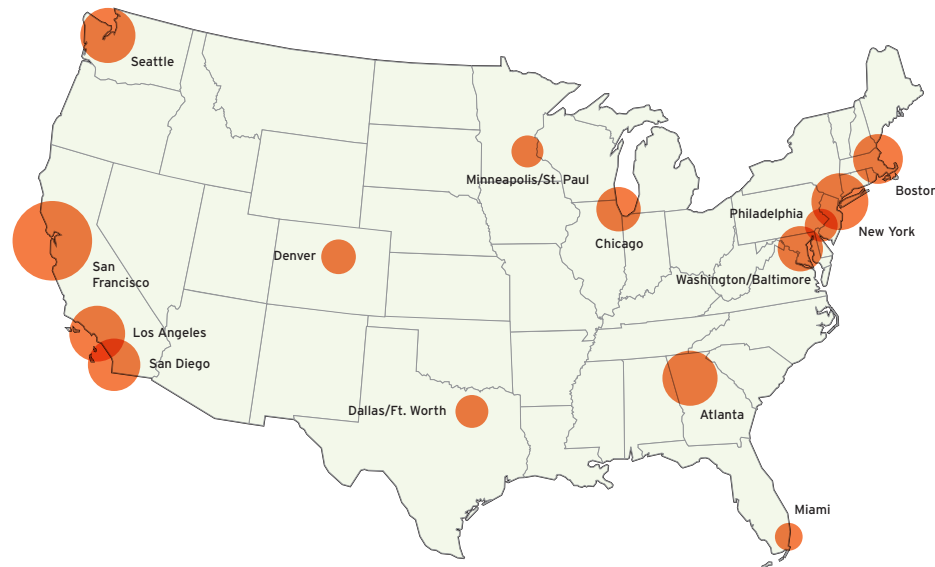 Seattle
Minneapolis/St. Paul
Boston
Philadelphia
New York
Chicago
Denver
San
Francisco
Washington/Baltimore
Los Angeles
San Diego
Dallas/Ft. Worth
Atlanta
Miami